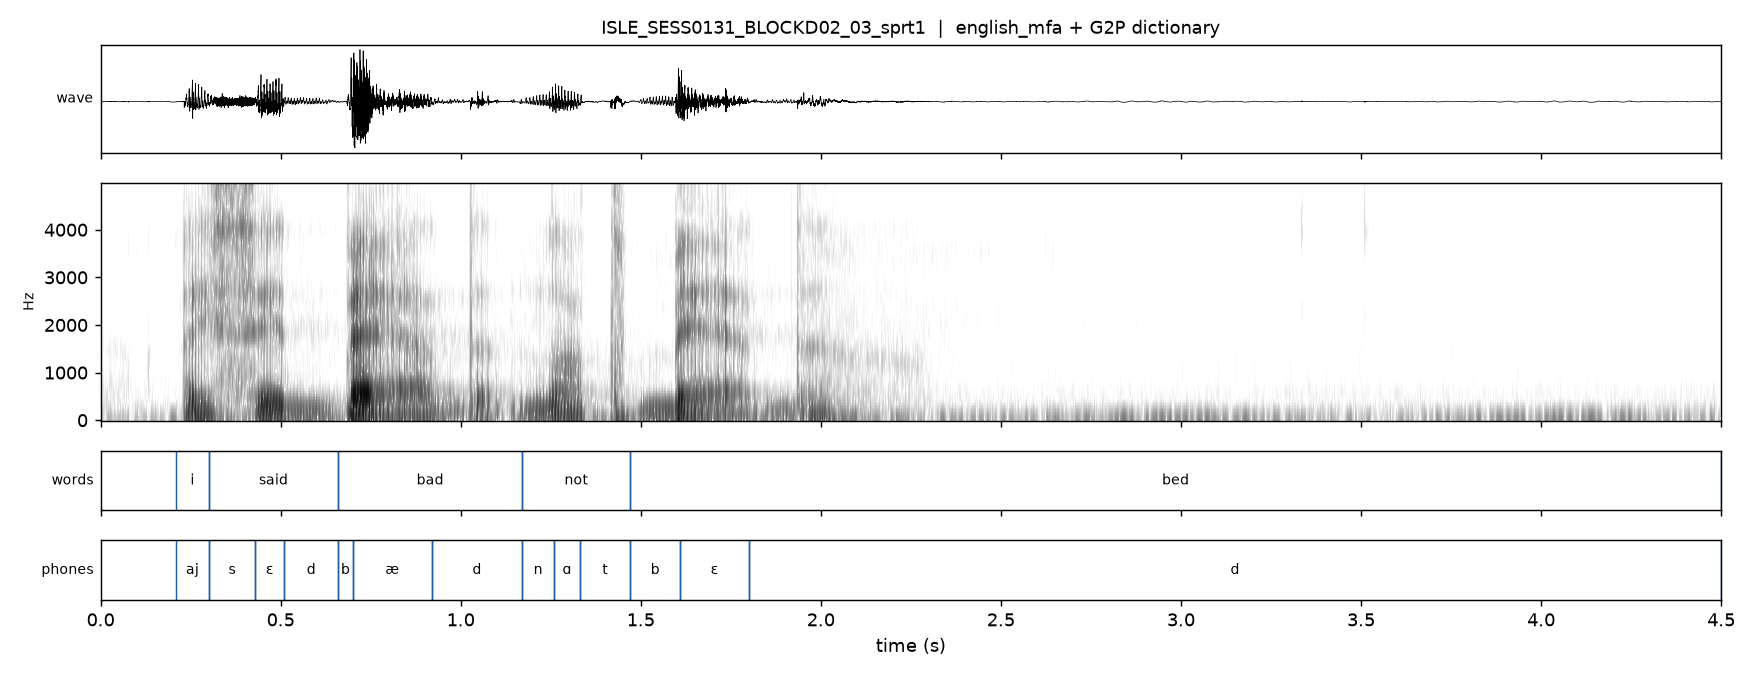 ISLE_SESS0131_BLOCKD02_03_sprt1 | english_mfa + G2P dictionary
wave
4000
3000
2000
1000
0
Hz
words
i said bad not bed
phones
aj s ɛ d b æ d n ɑ t b ɛ d
0.0 0.5 1.0 1.5 2.0 2.5 3.0 3.5 4.0 4.5
time (s)